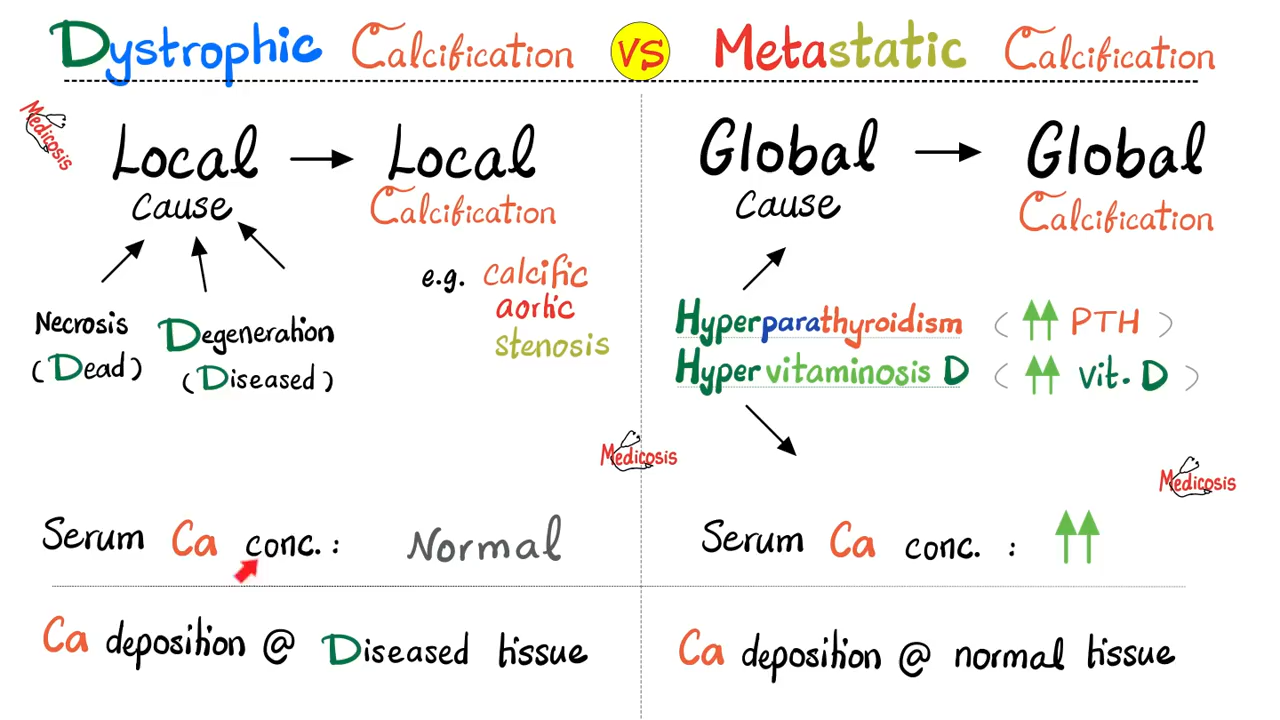 Dystrophic Calcification VS Metastatic Calcification
Medicosis
Local → Local
Cause Calcification
e.g. calcific
aortic
stenosis
Necrosis Degeneration
(Dead) (Diseased)
Serum Ca conc.: Normal
Ca deposition @ Diseased tissue
Medicosis
Global → Global
Cause Calcification
Hyperparathyroidism (↑↑ PTH)
Hypervitaminosis D (↑↑ Vit. D)
Medicosis
Serum Ca conc. : ↑↑
Ca deposition @ normal tissue